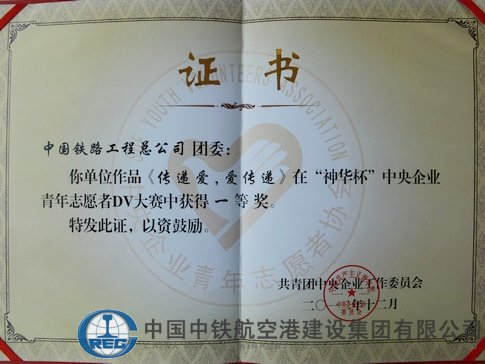 证书
中国铁路工程总公司 团委：
你单位作品《传递爱，爱传递》在“神华杯”中央企业
青年志愿者DV大赛中获得 一 等 奖。
特发此证，以资鼓励。
共青团中央企业工作委员会
十二月
CREC 中国中铁航空港建设集团有限公司